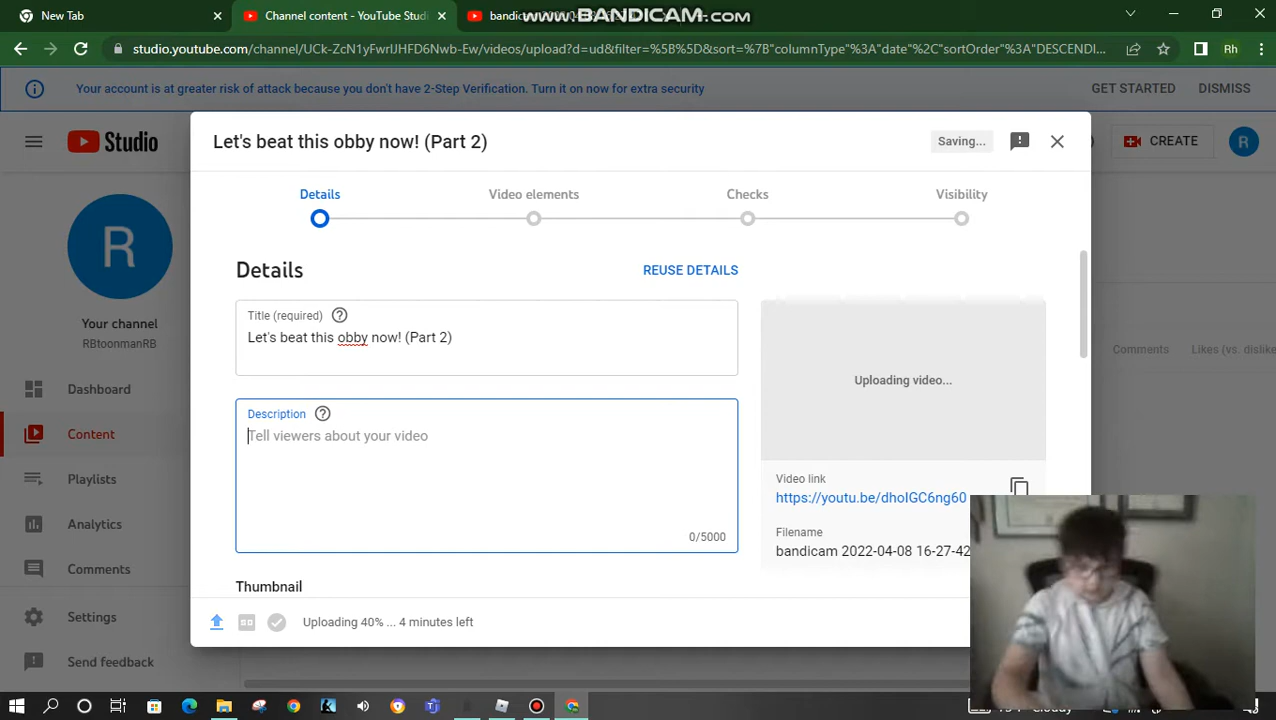 New Tab
Channel content - YouTube
bandicam
www.BANDICAM.com
studio.youtube.com/channel/UCk-ZcN1yFwrIJHFD6Nwb-Ew/videos/upload?d=ud&filter=%5B%5D&sort=%7B"columnType"%3A"date"%2C"sortOrder"%3A"DESCENDI...
Rh
Your account is at greater risk of attack because you don't have 2-Step Verification. Turn it on now for extra security
GET STARTED
DISMISS
Studio
CREATE
R
R
Your channel
RBtoonmanRB
Dashboard
Content
Playlists
Analytics
Comments
Settings
Send feedback
Let's beat this obby now! (Part 2)
Saving...
Details
Video elements
Checks
Visibility
Details
REUSE DETAILS
Title (required)
Let's beat this obby now! (Part 2)
Description
Tell viewers about your video
0/5000
Thumbnail
Uploading video...
Video link
https://youtu.be/dhoIGC6ng60
Filename
bandicam 2022-04-08 16-27-42
SD
Uploading 40% ... 4 minutes left
Comments
Likes (vs. dislike
Cloudy